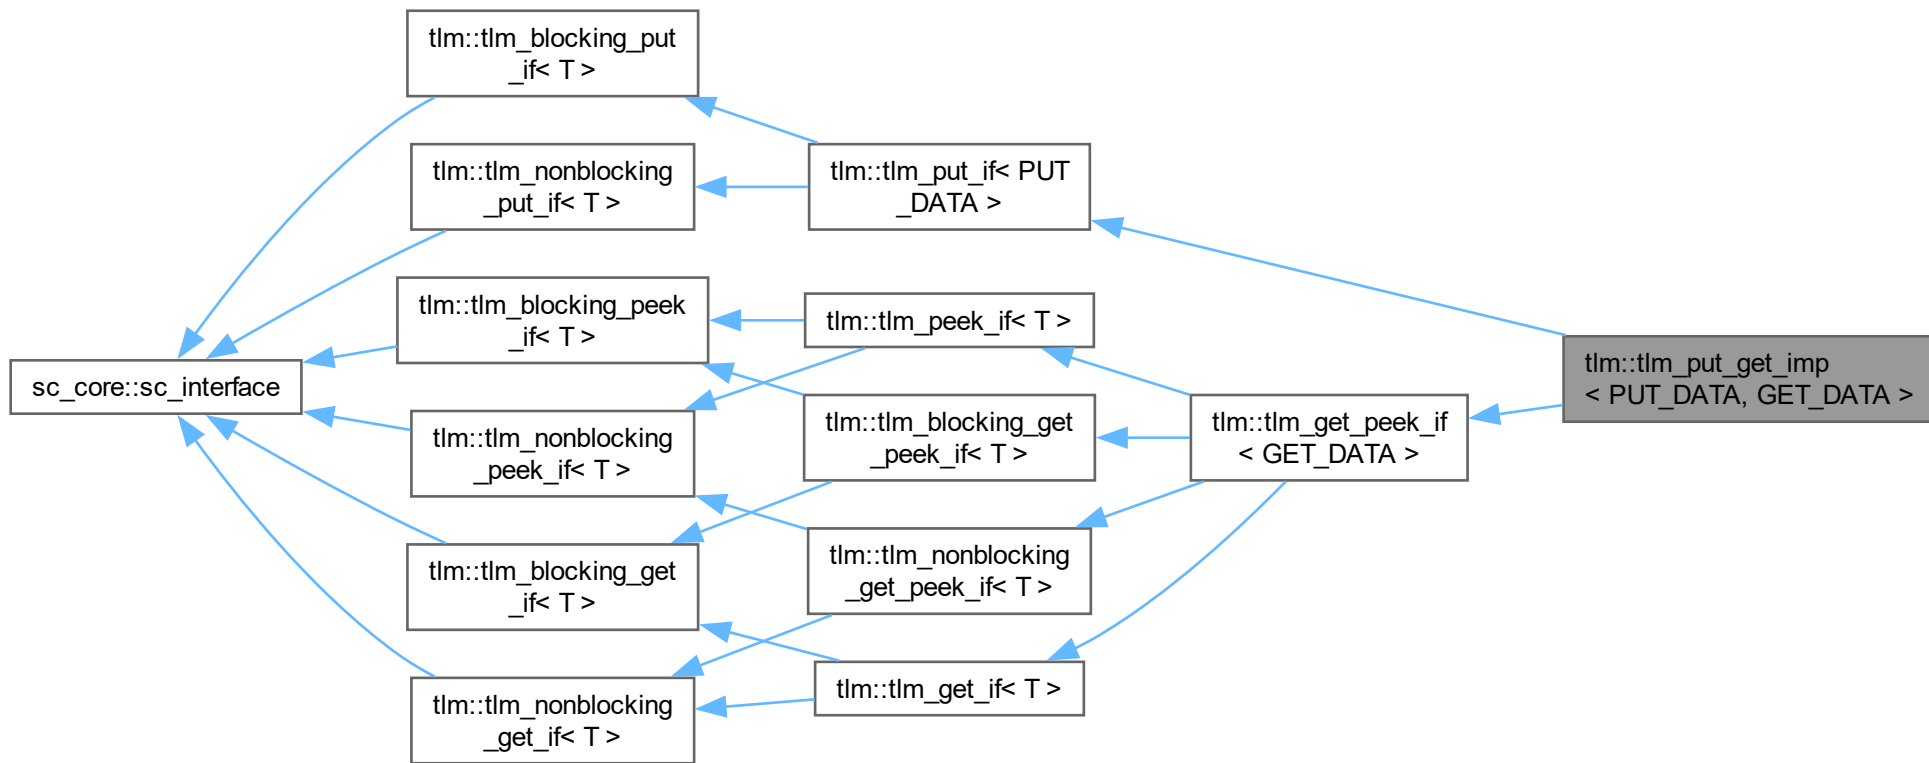 tlm::tlm_blocking_put
_if< T >
tlm::tlm_nonblocking
_put_if< T >
tlm::tlm_put_if< PUT
_DATA >
tlm::tlm_blocking_peek
_if< T >
tlm::tlm_peek_if< T >
sc_core::sc_interface
tlm::tlm_put_get_imp
< PUT_DATA, GET_DATA >
tlm::tlm_nonblocking
_peek_if< T >
tlm::tlm_blocking_get
_peek_if< T >
tlm::tlm_get_peek_if
< GET_DATA >
tlm::tlm_blocking_get
_if< T >
tlm::tlm_nonblocking
_get_peek_if< T >
tlm::tlm_nonblocking
_get_if< T >
tlm::tlm_get_if< T >